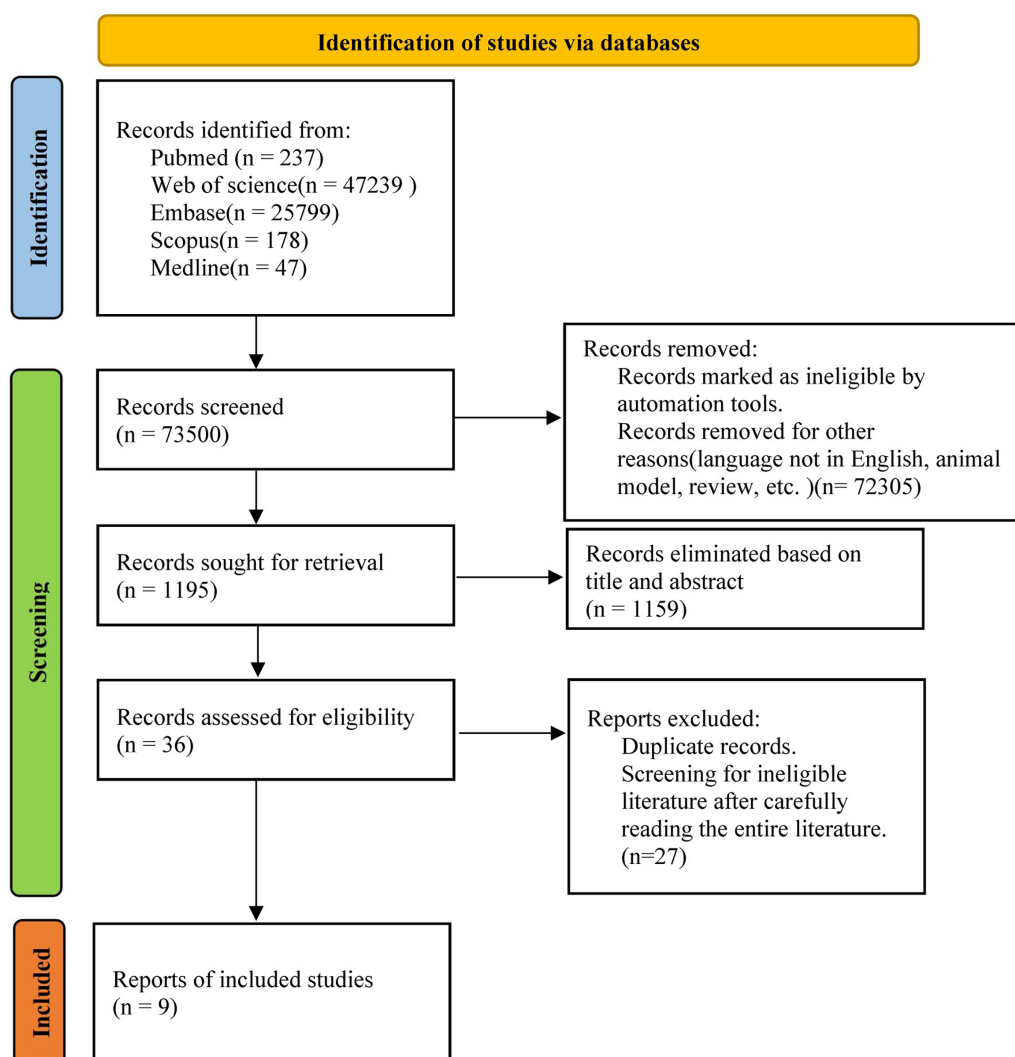 Identification of studies via databases
Identification
Records identified from:
Pubmed (n = 237)
Web of science(n = 47239 )
Embase(n = 25799)
Scopus(n = 178)
Medline(n = 47)
Screening
Records screened
(n = 73500)
Records removed:
Records marked as ineligible by
automation tools.
Records removed for other
reasons(language not in English, animal
model, review, etc. )(n= 72305)
Records sought for retrieval
(n = 1195)
Records eliminated based on
title and abstract
(n = 1159)
Records assessed for eligibility
(n = 36)
Reports excluded:
Duplicate records.
Screening for ineligible
literature after carefully
reading the entire literature.
(n=27)
Included
Reports of included studies
(n = 9)